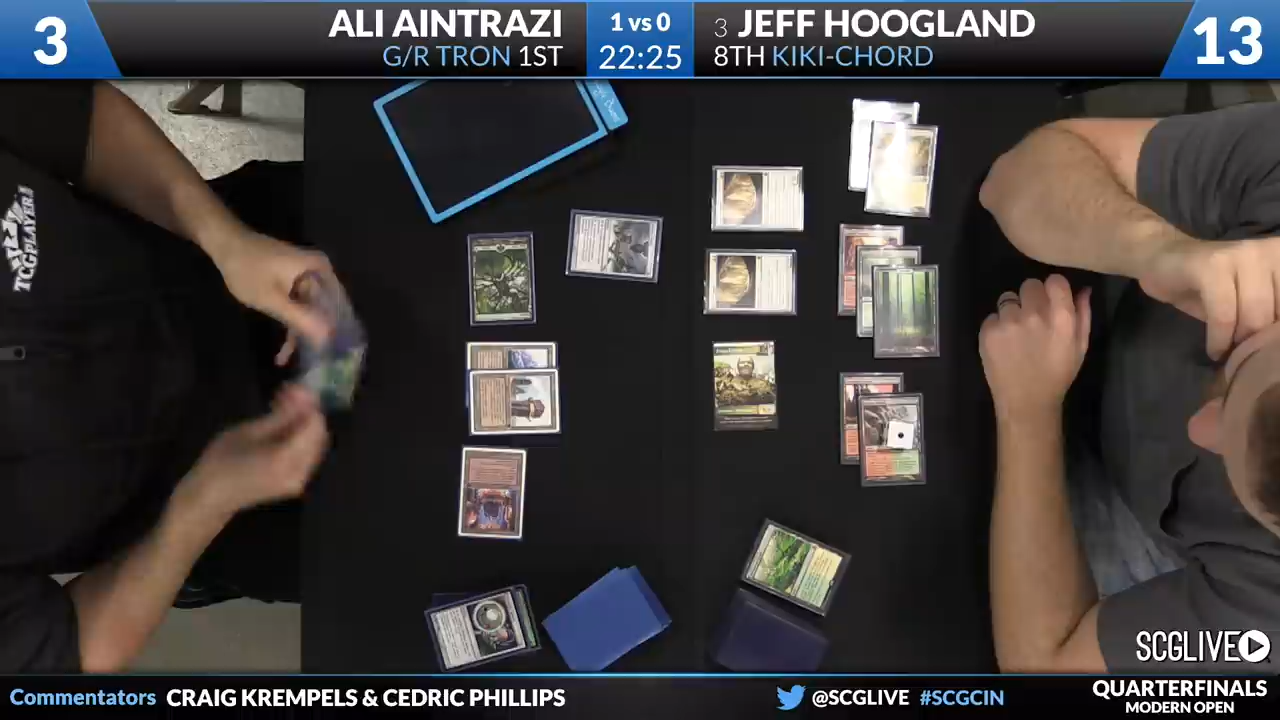 3
ALI AINTRAZI
G/R TRON 1ST
1 vs 0
22:25
3 JEFF HOOGLAND
8TH KIKI-CHORD
13
TCGPLAYER
SCGLIVE
Commentators CRAIG KREMPELS & CEDRIC PHILLIPS
@SCGLIVE #SCGCIN
QUARTERFINALS
MODERN OPEN